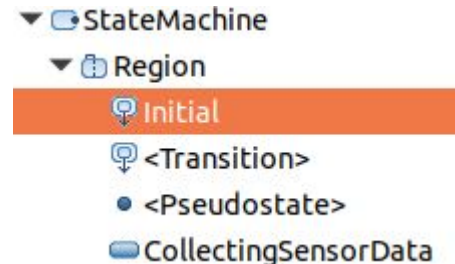 StateMachine
Region
Initial
<Transition>
<Pseudostate>
CollectingSensorData